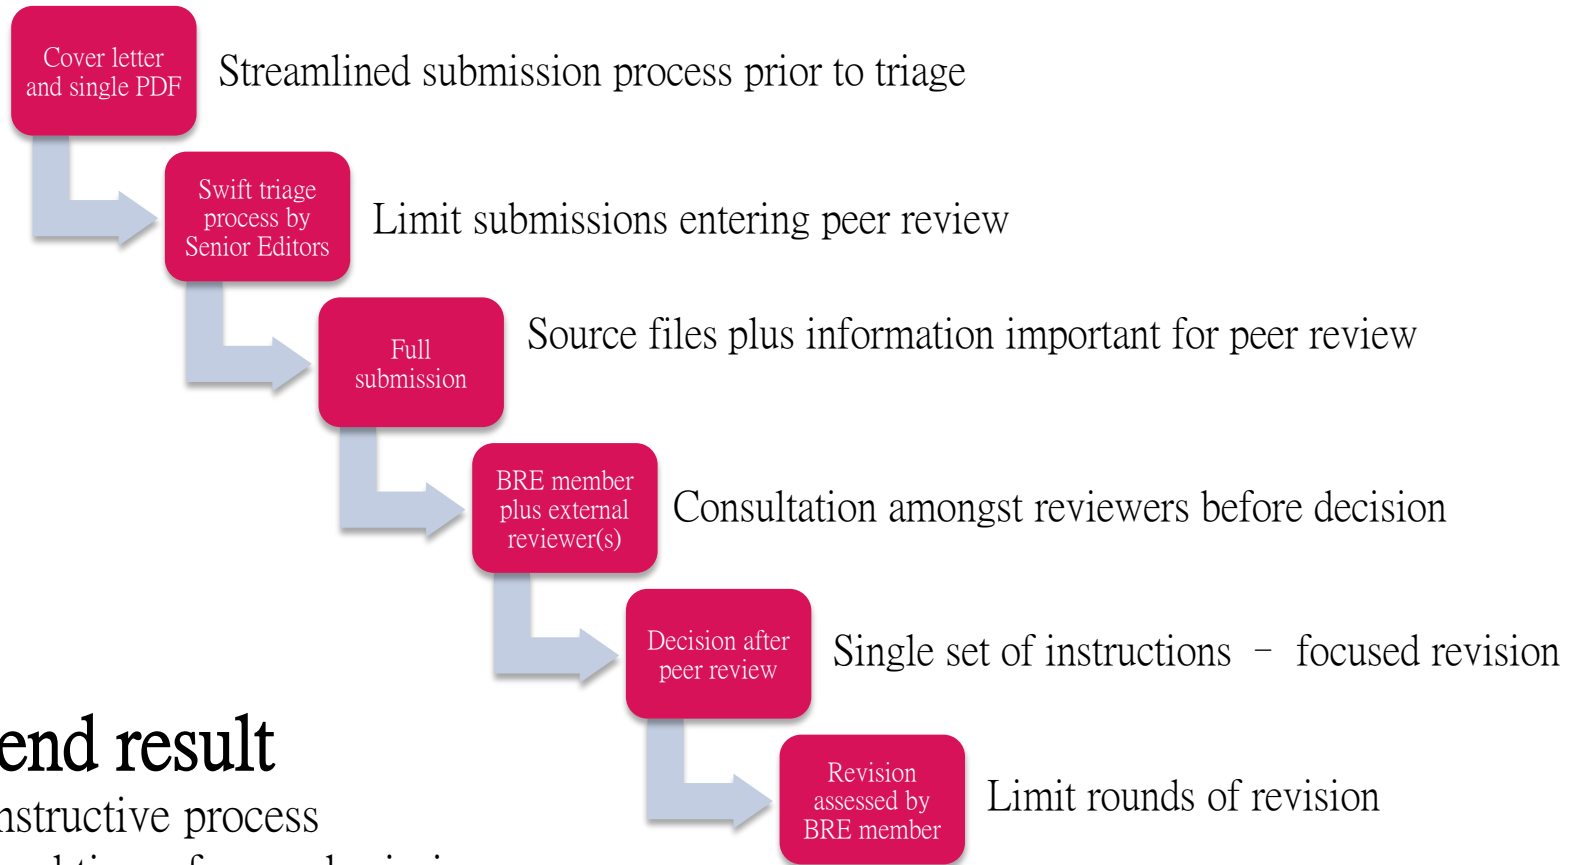 Cover letter
and single PDF
Streamlined submission process prior to triage
Swift triage
process by
Senior Editors
Limit submissions entering peer review
Full
submission
Source files plus information important for peer review
BRE member
plus external
reviewer(s)
Consultation amongst reviewers before decision
Decision after
peer review
Single set of instructions – focused revision
Revision
assessed by
BRE member
Limit rounds of revision
end result
nstructive process